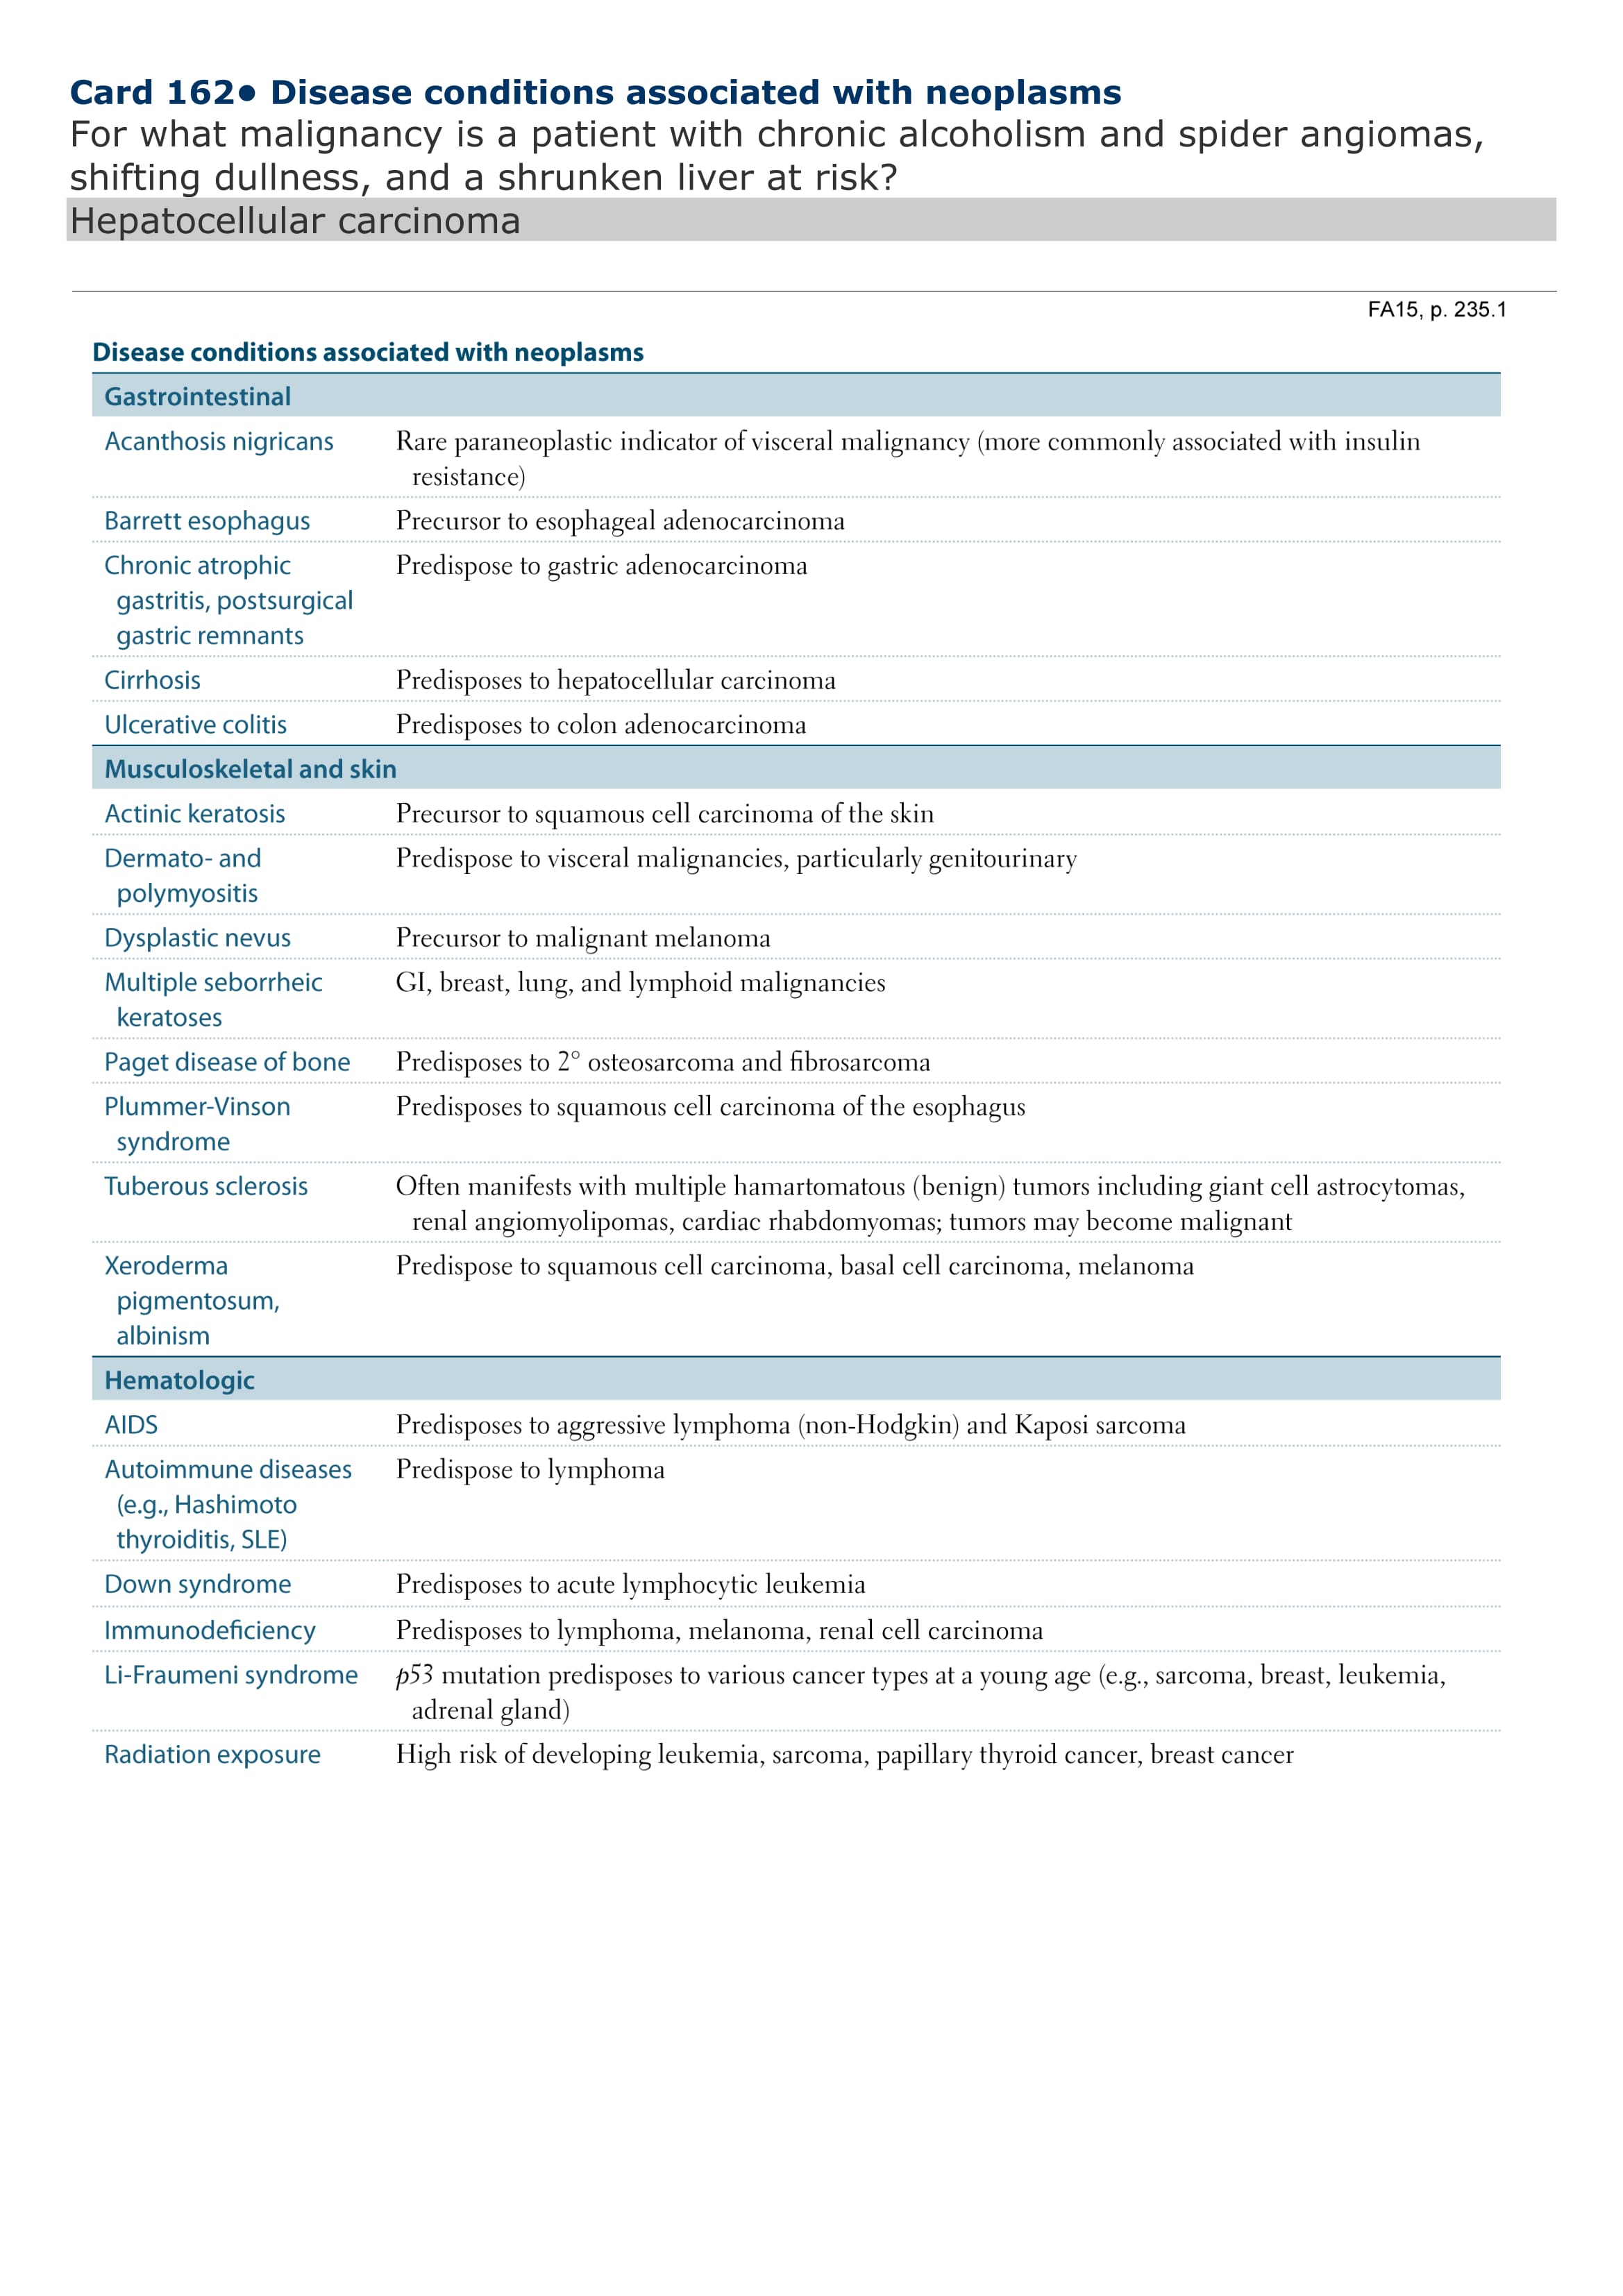 Card 162● Disease conditions associated with neoplasms
For what malignancy is a patient with chronic alcoholism and spider angiomas,
shifting dullness, and a shrunken liver at risk?
Hepatocellular carcinoma
FA15, p. 235.1
Disease conditions associated with neoplasms
Gastrointestinal
Acanthosis nigricans Rare paraneoplastic indicator of visceral malignancy (more commonly associated with insulin
resistance)
Barrett esophagus Precursor to esophageal adenocarcinoma
Chronic atrophic Predispose to gastric adenocarcinoma
gastritis, postsurgical
gastric remnants
Cirrhosis Predisposes to hepatocellular carcinoma
Ulcerative colitis Predisposes to colon adenocarcinoma
Musculoskeletal and skin
Actinic keratosis Precursor to squamous cell carcinoma of the skin
Dermato- and Predispose to visceral malignancies, particularly genitourinary
polymyositis
Dysplastic nevus Precursor to malignant melanoma
Multiple seborrheic GI, breast, lung, and lymphoid malignancies
keratoses
Paget disease of bone Predisposes to 2° osteosarcoma and fibrosarcoma
Plummer-Vinson Predisposes to squamous cell carcinoma of the esophagus
syndrome
Tuberous sclerosis Often manifests with multiple hamartomatous (benign) tumors including giant cell astrocytomas,
renal angiomyolipomas, cardiac rhabdomyomas; tumors may become malignant
Xeroderma Predispose to squamous cell carcinoma, basal cell carcinoma, melanoma
pigmentosum,
albinism
Hematologic
AIDS Predisposes to aggressive lymphoma (non-Hodgkin) and Kaposi sarcoma
Autoimmune diseases Predispose to lymphoma
(e.g., Hashimoto
thyroiditis, SLE)
Down syndrome Predisposes to acute lymphocytic leukemia
Immunodeficiency Predisposes to lymphoma, melanoma, renal cell carcinoma
Li-Fraumeni syndrome p53 mutation predisposes to various cancer types at a young age (e.g., sarcoma, breast, leukemia,
adrenal gland)
Radiation exposure High risk of developing leukemia, sarcoma, papillary thyroid cancer, breast cancer